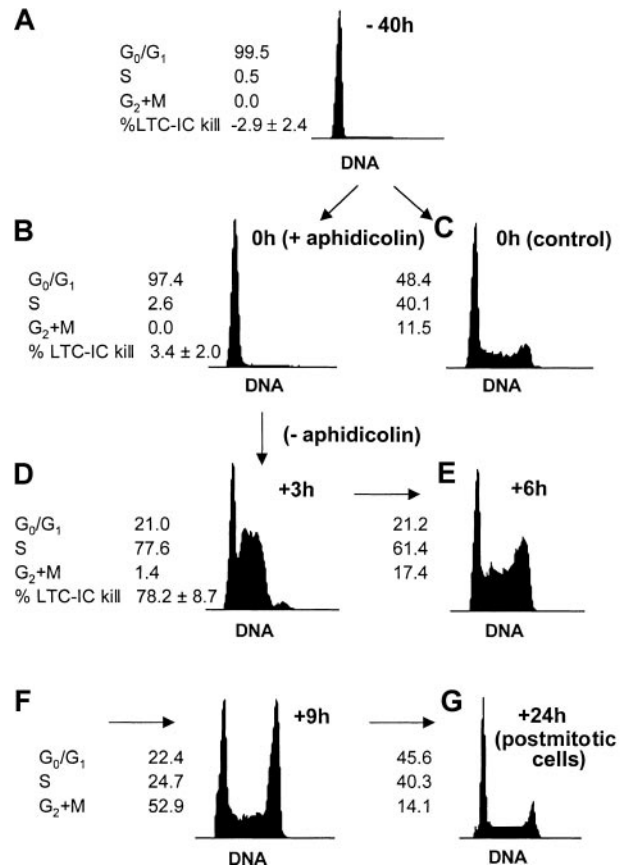 A
- 40h
G₀/G₁ 99.5
S 0.5
G₂+M 0.0
%LTC-IC kill -2.9 ± 2.4
DNA
B
0h (+ aphidicolin)
G₀/G₁ 97.4
S 2.6
G₂+M 0.0
% LTC-IC kill 3.4 ± 2.0
DNA
C
0h (control)
48.4
40.1
11.5
DNA
(- aphidicolin)
D
+3h
G₀/G₁ 21.0
S 77.6
G₂+M 1.4
% LTC-IC kill 78.2 ± 8.7
DNA
E
+6h
21.2
61.4
17.4
DNA
F
+9h
G₀/G₁ 22.4
S 24.7
G₂+M 52.9
DNA
G
+24h
(postmitotic
cells)
45.6
40.3
14.1
DNA